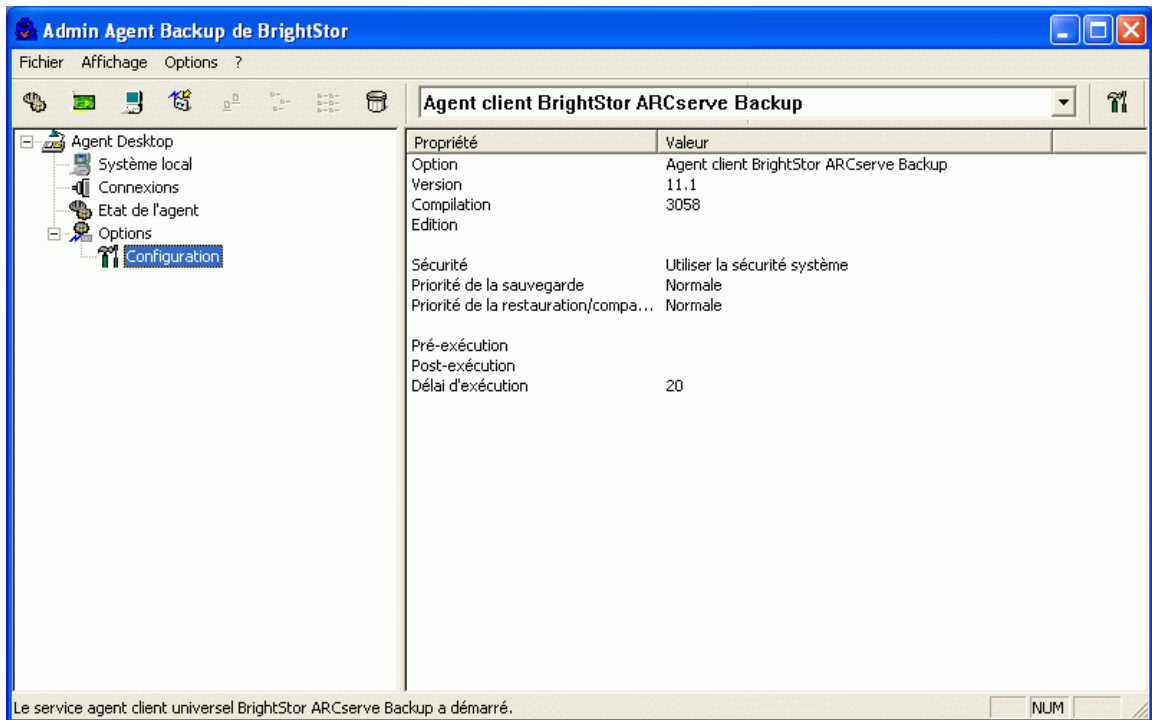 Admin Agent Backup de BrightStor
Fichier Affichage Options ?
Agent client BrightStor ARCserve Backup
Agent Desktop
Système local
Connexions
Etat de l'agent
Options
Configuration
Propriété Valeur
Option Agent client BrightStor ARCserve Backup
Version 11.1
Compilation 3058
Edition
Sécurité Utiliser la sécurité système
Priorité de la sauvegarde Normale
Priorité de la restauration/compa... Normale
Pré-exécution
Post-exécution
Délai d'exécution 20
Le service agent client universel BrightStor ARCserve Backup a démarré. NUM